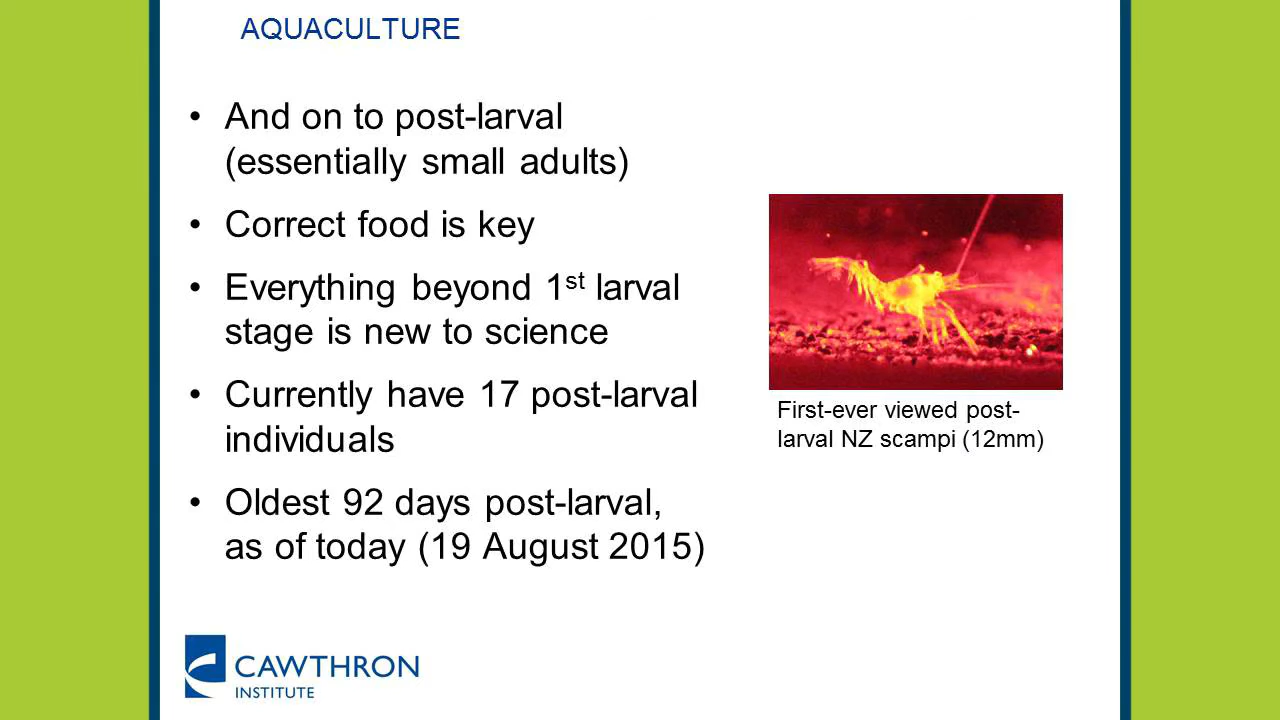 AQUACULTURE
• And on to post-larval
(essentially small adults)
• Correct food is key
• Everything beyond 1st larval
stage is new to science
• Currently have 17 post-larval
individuals
• Oldest 92 days post-larval,
as of today (19 August 2015)
First-ever viewed post-
larval NZ scampi (12mm)
CAWTHRON
INSTITUTE